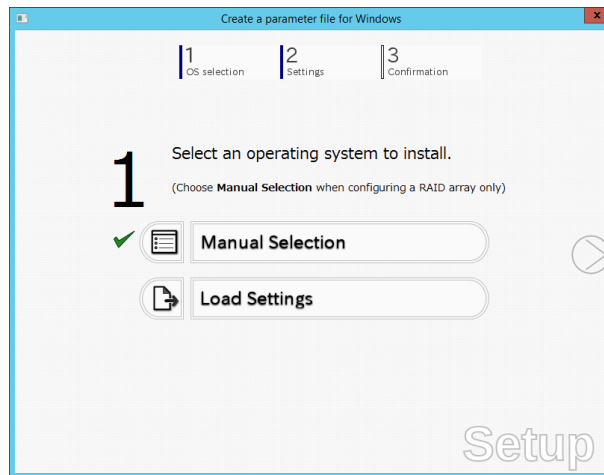 Create a parameter file for Windows
x
1
OS selection
2
Settings
3
Confirmation
1
Select an operating system to install.
(Choose Manual Selection when configuring a RAID array only)
Manual Selection
Load Settings
Setup